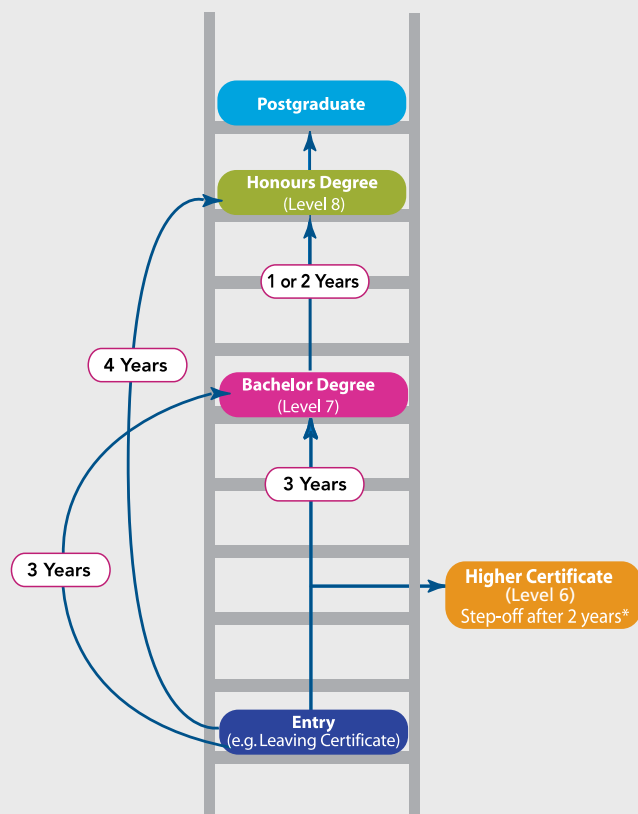 Postgraduate
Honours Degree
(Level 8)
1 or 2 Years
4 Years
Bachelor Degree
(Level 7)
3 Years
3 Years
Higher Certificate
(Level 6)
Step-off after 2 years*
Entry
(e.g. Leaving Certificate)